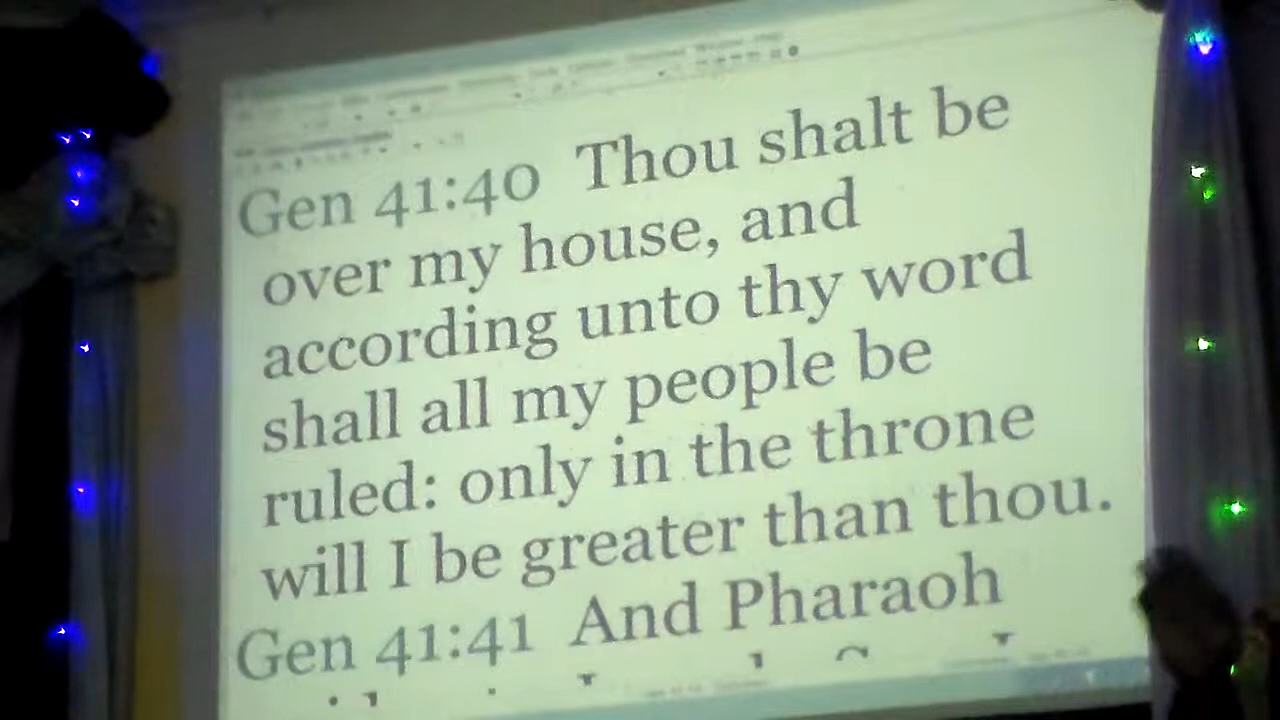 Gen 41:40 Thou shalt be
over my house, and
according unto thy word
shall all my people be
ruled: only in the throne
will I be greater than thou.
Gen 41:41 And Pharaoh